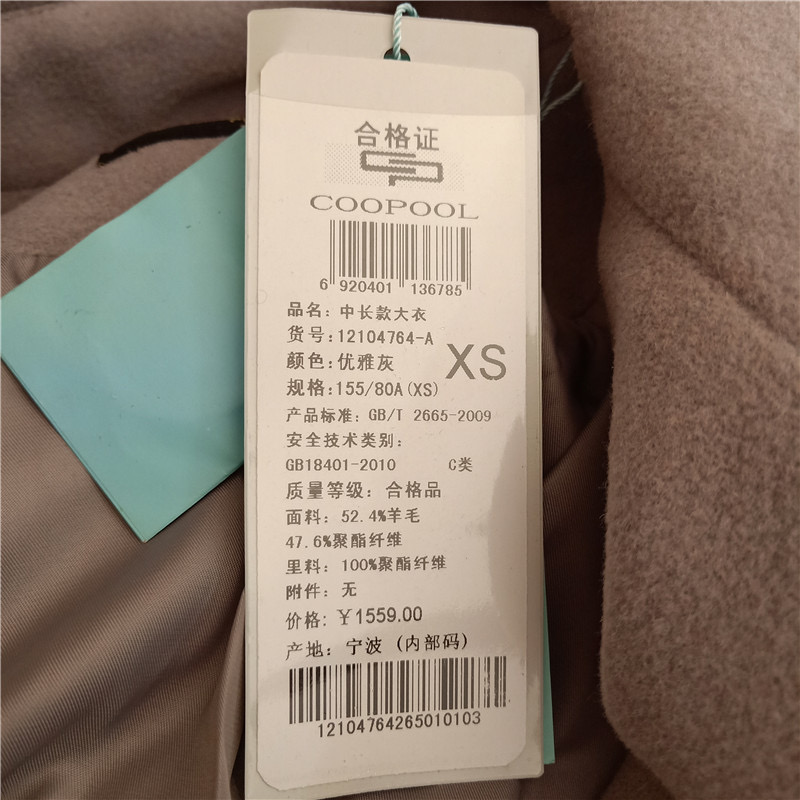 合格证
COOPOOL
6 920401 136785
品名：中长款大衣
货号：12104764-A
颜色：优雅灰
XS
规格：155/80A(XS)
产品标准：GB/T 2665-2009
安全技术类别：
GB18401-2010 C类
质量等级：合格品
面料：52.4%羊毛
47.6%聚酯纤维
里料：100%聚酯纤维
附件：无
价格：￥1559.00
产地：宁波（内部码）
12104764265010103